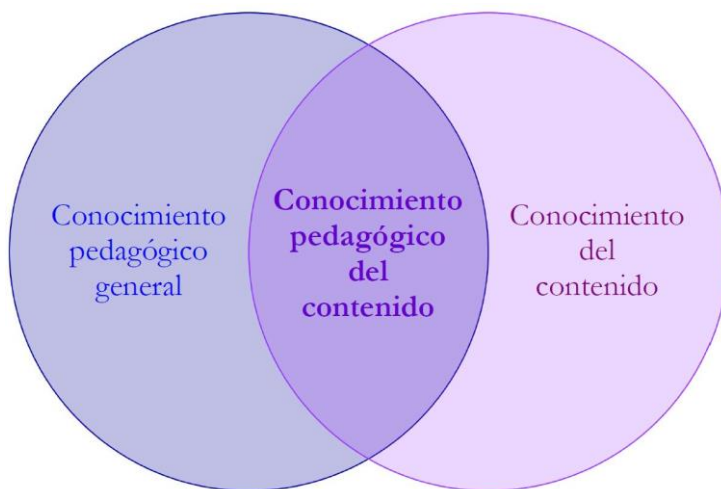 Conocimiento
pedagógico
general
Conocimiento
pedagógico
del
contenido
Conocimiento
del
contenido